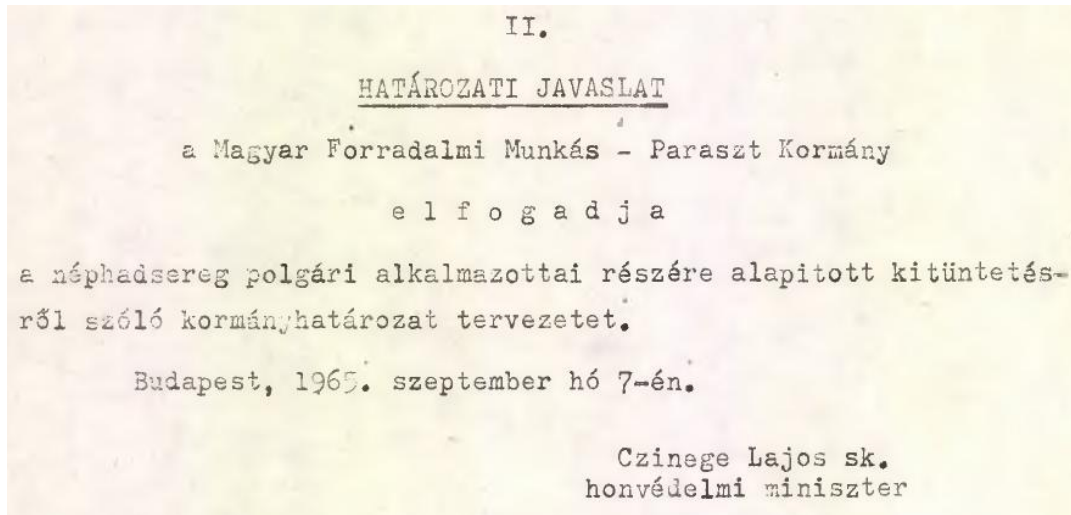 II.
HATÁROZATI JAVASLAT
a Magyar Forradalmi Munkás - Paraszt Kormány
e l f o g a d j a
a néphadsereg polgári alkalmazottai részére alapitott kitüntetés-
ről szóló kormányhatározat tervezetet.
Budapest, 1965. szeptember hó 7-én.
Czinege Lajos sk.
honvédelmi miniszter